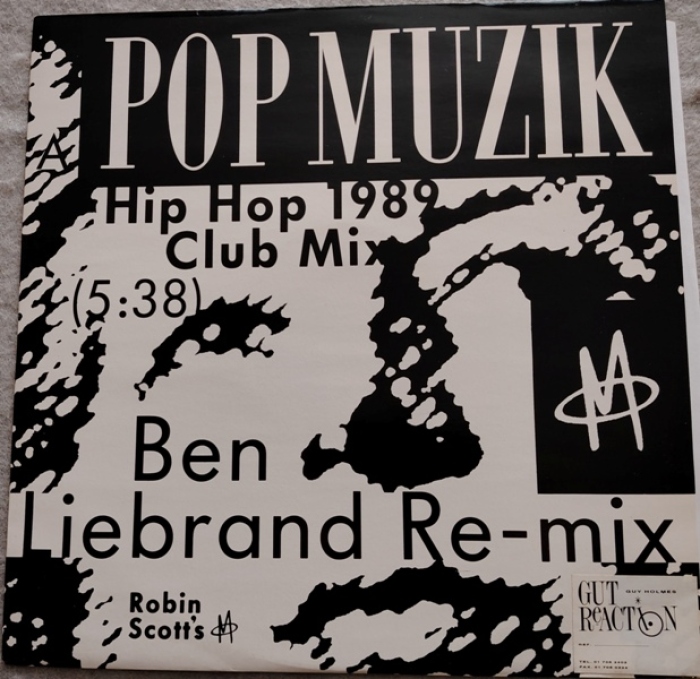 POP MUZIK
A
Hip Hop 1989
Club Mix
(5:38)
M
Ben
Liebrand Re-mix
Robin
Scott's M
GUT GUY HOLMES
REACTION